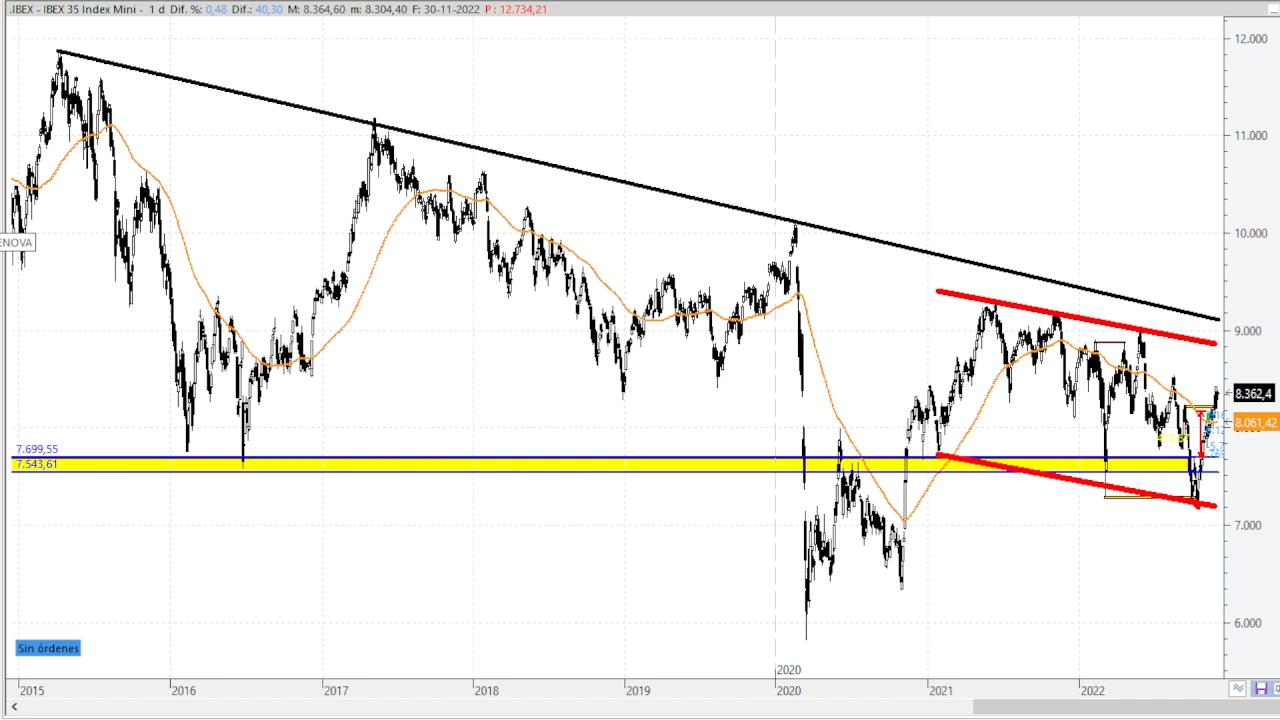 .IBEX - IBEX 35 Index Mini - 1 d Dif. %: 0,48 Dif.: 40,30 M: 8.364,60 m: 8.304,40 F: 30-11-2022 P: 12.734,21
12.000
11.000
10.000
ENOVA
9.000
8.362,4
8.061,42
7.699,55
7.543,61
7.000
6.000
Sin órdenes
2020
2015 2016 2017 2018 2019 2020 2021 2022